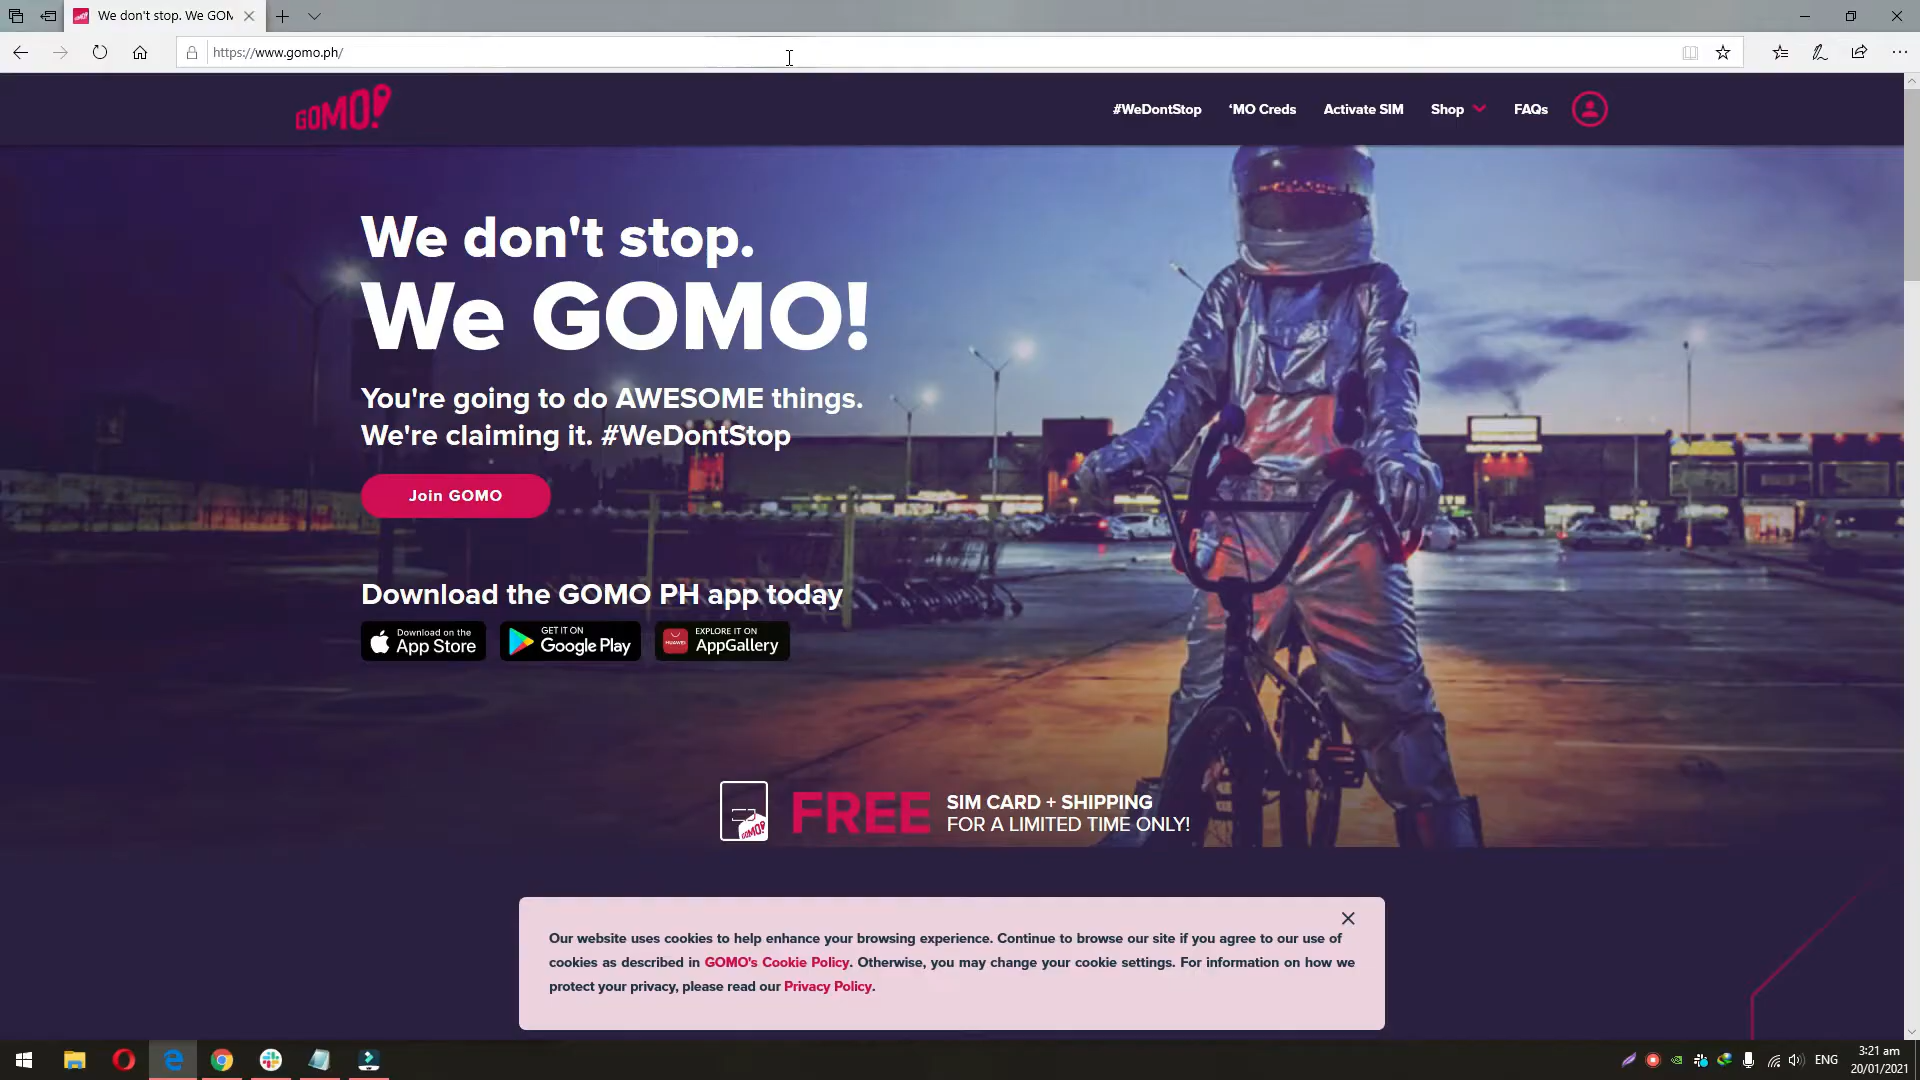 We don't stop. We GOM
https://www.gomo.ph/
GOMO!
#WeDontStop
'MO Creds
Activate SIM
Shop
FAQs
We don't stop.
We GOMO!
You're going to do AWESOME things.
We're claiming it. #WeDontStop
Join GOMO
Download the GOMO PH app today
Download on the
App Store
GET IT ON
Google Play
HUAWEI
EXPLORE IT ON
AppGallery
GOMO!
FREE
SIM CARD + SHIPPING
FOR A LIMITED TIME ONLY!
Our website uses cookies to help enhance your browsing experience. Continue to browse our site if you agree to our use of
cookies as described in GOMO's Cookie Policy. Otherwise, you may change your cookie settings. For information on how we
protect your privacy, please read our Privacy Policy.
ENG
3:21 am
20/01/2021